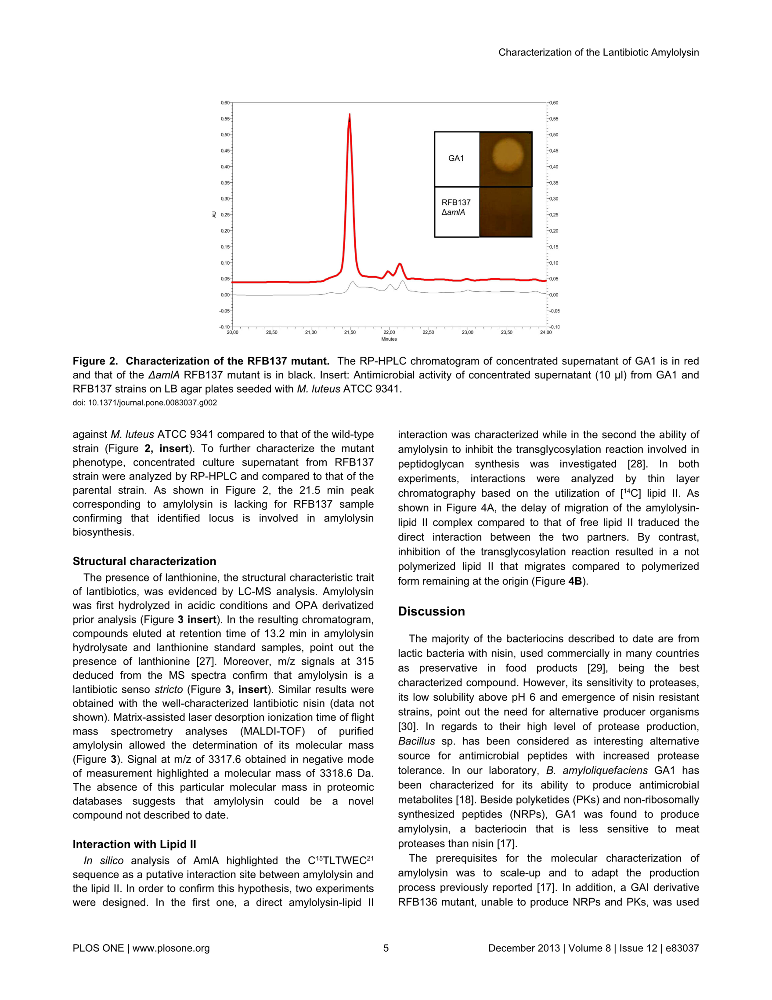 Characterization of the Lantibiotic Amylolysin
0,60
0,55
0,50
0,45
0,40
0,35
0,30
0,25
0,20
0,15
0,10
0,05
0,00
-0,05
-0,10
AU
GA1
RFB137
ΔamlA
0,60
0,55
0,50
0,45
0,40
0,35
0,30
0,25
0,20
0,15
0,10
0,05
0,00
-0,05
-0,10
20,00 20,50 21,00 21,50 22,00 22,50 23,00 23,50 24,00
Minutes
Figure 2. Characterization of the RFB137 mutant. The RP-HPLC chromatogram of concentrated supernatant of GA1 is in red
and that of the ΔamlA RFB137 mutant is in black. Insert: Antimicrobial activity of concentrated supernatant (10 µl) from GA1 and
RFB137 strains on LB agar plates seeded with M. luteus ATCC 9341.
doi: 10.1371/journal.pone.0083037.g002
against M. luteus ATCC 9341 compared to that of the wild-type
strain (Figure 2, insert). To further characterize the mutant
phenotype, concentrated culture supernatant from RFB137
strain were analyzed by RP-HPLC and compared to that of the
parental strain. As shown in Figure 2, the 21.5 min peak
corresponding to amylolysin is lacking for RFB137 sample
confirming that identified locus is involved in amylolysin
biosynthesis.
Structural characterization
The presence of lanthionine, the structural characteristic trait
of lantibiotics, was evidenced by LC-MS analysis. Amylolysin
was first hydrolyzed in acidic conditions and OPA derivatized
prior analysis (Figure 3 insert). In the resulting chromatogram,
compounds eluted at retention time of 13.2 min in amylolysin
hydrolysate and lanthionine standard samples, point out the
presence of lanthionine [27]. Moreover, m/z signals at 315
deduced from the MS spectra confirm that amylolysin is a
lantibiotic senso stricto (Figure 3, insert). Similar results were
obtained with the well-characterized lantibiotic nisin (data not
shown). Matrix-assisted laser desorption ionization time of flight
mass spectrometry analyses (MALDI-TOF) of purified
amylolysin allowed the determination of its molecular mass
(Figure 3). Signal at m/z of 3317.6 obtained in negative mode
of measurement highlighted a molecular mass of 3318.6 Da.
The absence of this particular molecular mass in proteomic
databases suggests that amylolysin could be a novel
compound not described to date.
Interaction with Lipid II
In silico analysis of AmlA highlighted the C¹⁵TLTWEC²¹
sequence as a putative interaction site between amylolysin and
the lipid II. In order to confirm this hypothesis, two experiments
were designed. In the first one, a direct amylolysin-lipid II
interaction was characterized while in the second the ability of
amylolysin to inhibit the transglycosylation reaction involved in
peptidoglycan synthesis was investigated [28]. In both
experiments, interactions were analyzed by thin layer
chromatography based on the utilization of [¹⁴C] lipid II. As
shown in Figure 4A, the delay of migration of the amylolysin-
lipid II complex compared to that of free lipid II traduced the
direct interaction between the two partners. By contrast,
inhibition of the transglycosylation reaction resulted in a not
polymerized lipid II that migrates compared to polymerized
form remaining at the origin (Figure 4B).
Discussion
The majority of the bacteriocins described to date are from
lactic bacteria with nisin, used commercially in many countries
as preservative in food products [29], being the best
characterized compound. However, its sensitivity to proteases,
its low solubility above pH 6 and emergence of nisin resistant
strains, point out the need for alternative producer organisms
[30]. In regards to their high level of protease production,
Bacillus sp. has been considered as interesting alternative
source for antimicrobial peptides with increased protease
tolerance. In our laboratory, B. amyloliquefaciens GA1 has
been characterized for its ability to produce antimicrobial
metabolites [18]. Beside polyketides (PKs) and non-ribosomally
synthesized peptides (NRPs), GA1 was found to produce
amylolysin, a bacteriocin that is less sensitive to meat
proteases than nisin [17].
The prerequisites for the molecular characterization of
amylolysin was to scale-up and to adapt the production
process previously reported [17]. In addition, a GAI derivative
RFB136 mutant, unable to produce NRPs and PKs, was used
PLOS ONE | www.plosone.org
5
December 2013 | Volume 8 | Issue 12 | e83037